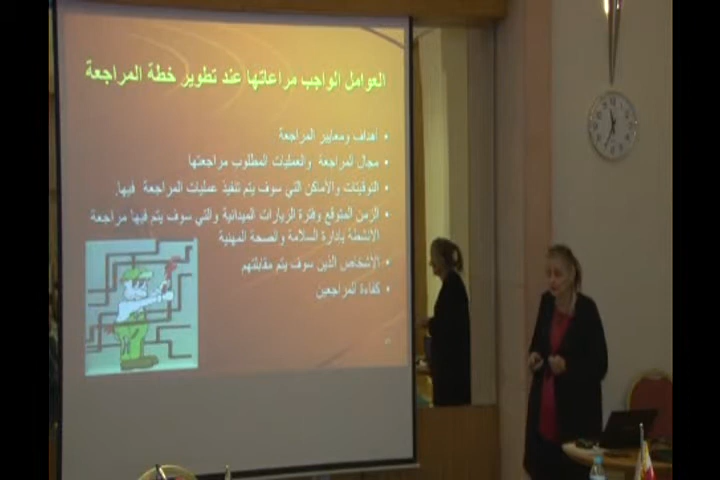 العوامل الواجب مراعاتها عند تطوير خطة المراجعة
• أهداف ومعايير المراجعة
• مجال المراجعة والعمليات المطلوب مراجعتها
• التوقيتات والأماكن التي سوف يتم تنفيذ عمليات المراجعة فيها.
• الزمن المتوقع وفترة الزيارات الميدانية والتي سوف يتم فيها مراجعة
الأنشطة بإدارة السلامة والصحة المهنية
• الأشخاص الذين سوف يتم مقابلتهم
• كفاءة المراجعين